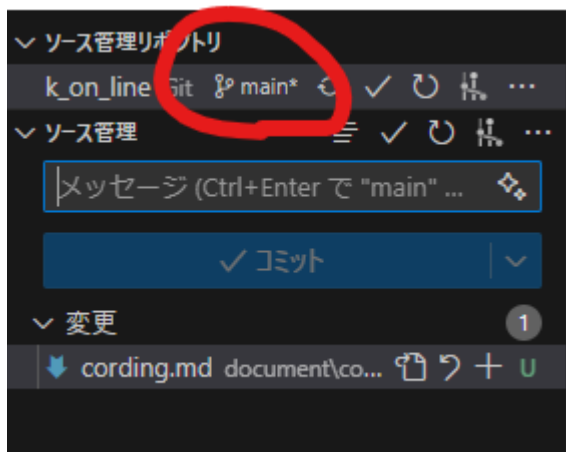 ソース管理リポジトリ
k_on_line Git main*
ソース管理
メッセージ (Ctrl+Enter で "main" ...
コミット
変更 1
cording.md document\co... U